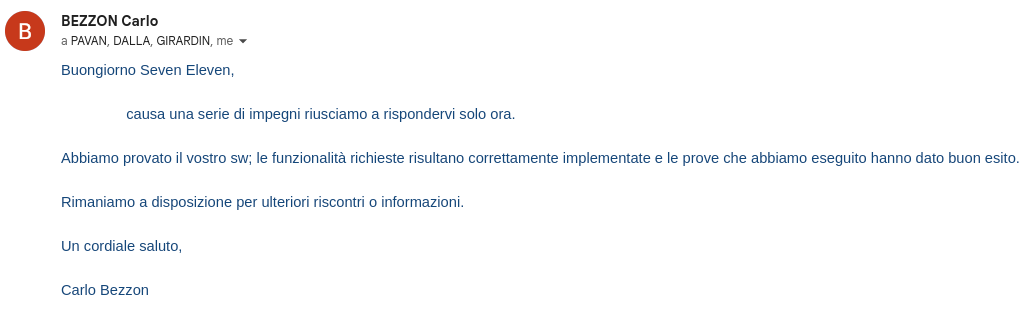 B
BEZZON Carlo
a PAVAN, DALLA, GIRARDIN, me
Buongiorno Seven Eleven,
causa una serie di impegni riusciamo a rispondervi solo ora.
Abbiamo provato il vostro sw; le funzionalità richieste risultano correttamente implementate e le prove che abbiamo eseguito hanno dato buon esito.
Rimaniamo a disposizione per ulteriori riscontri o informazioni.
Un cordiale saluto,
Carlo Bezzon